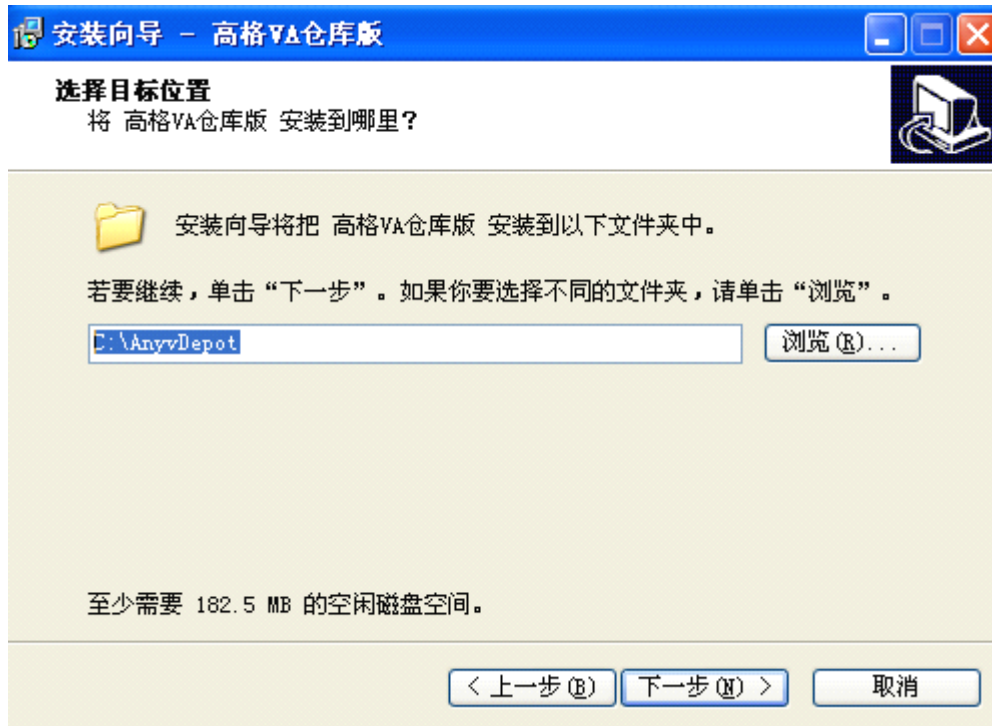 安装向导 - 高格VA仓库版
选择目标位置
将 高格VA仓库版 安装到哪里?
安装向导将把 高格VA仓库版 安装到以下文件夹中。
若要继续，单击“下一步”。如果你要选择不同的文件夹，请单击“浏览”。
C:\AnyvDepot
浏览(R)...
至少需要 182.5 MB 的空闲磁盘空间。
< 上一步(B) 下一步(N) > 取消